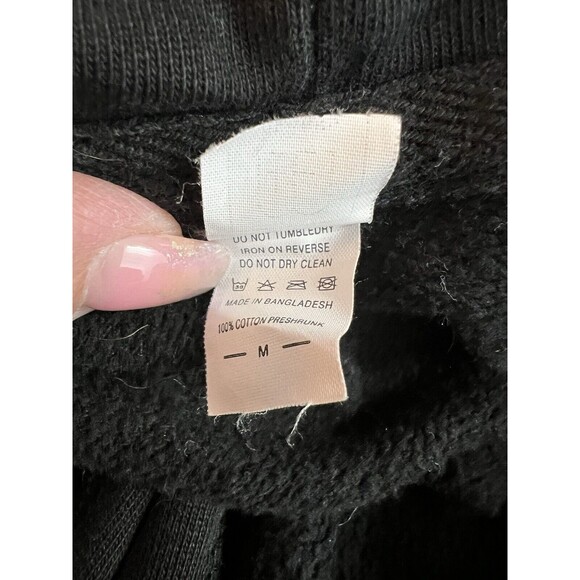 DO NOT TUMBLEDRY
IRON ON REVERSE
DO NOT DRY CLEAN
MADE IN BANGLADESH
100% COTTON PRESHRUNK
— M —